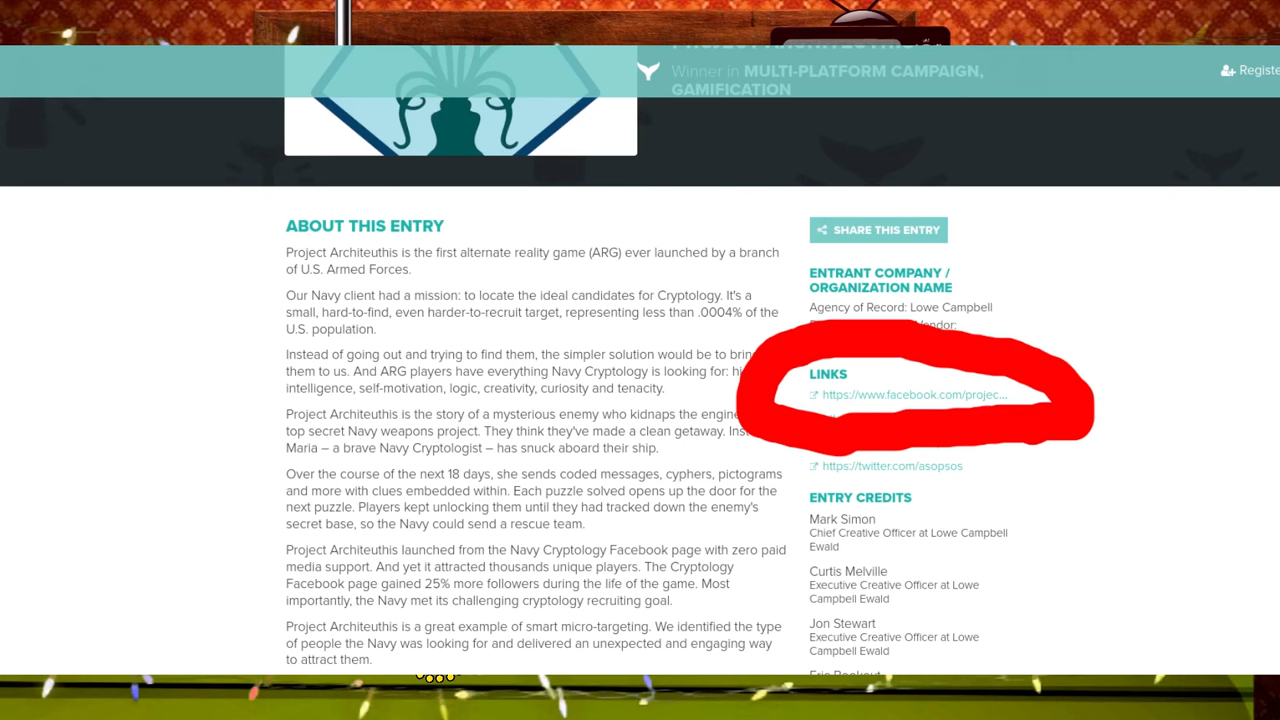 Winner in MULTI-PLATFORM CAMPAIGN,
GAMIFICATION
Registe
ABOUT THIS ENTRY
Project Architeuthis is the first alternate reality game (ARG) ever launched by a branch
of U.S. Armed Forces.
Our Navy client had a mission: to locate the ideal candidates for Cryptology. It's a
small, hard-to-find, even harder-to-recruit target, representing less than .0004% of the
U.S. population.
Instead of going out and trying to find them, the simpler solution would be to brin
them to us. And ARG players have everything Navy Cryptology is looking for: hi
intelligence, self-motivation, logic, creativity, curiosity and tenacity.
Project Architeuthis is the story of a mysterious enemy who kidnaps the engine
top secret Navy weapons project. They think they've made a clean getaway. Ins
Maria – a brave Navy Cryptologist – has snuck aboard their ship.
Over the course of the next 18 days, she sends coded messages, cyphers, pictograms
and more with clues embedded within. Each puzzle solved opens up the door for the
next puzzle. Players kept unlocking them until they had tracked down the enemy's
secret base, so the Navy could send a rescue team.
Project Architeuthis launched from the Navy Cryptology Facebook page with zero paid
media support. And yet it attracted thousands unique players. The Cryptology
Facebook page gained 25% more followers during the life of the game. Most
importantly, the Navy met its challenging cryptology recruiting goal.
Project Architeuthis is a great example of smart micro-targeting. We identified the type
of people the Navy was looking for and delivered an unexpected and engaging way
to attract them.
SHARE THIS ENTRY
ENTRANT COMPANY /
ORGANIZATION NAME
Agency of Record: Lowe Campbell
Vendor:
LINKS
https://www.facebook.com/projec...
https://twitter.com/asopsos
ENTRY CREDITS
Mark Simon
Chief Creative Officer at Lowe Campbell
Ewald
Curtis Melville
Executive Creative Officer at Lowe
Campbell Ewald
Jon Stewart
Executive Creative Officer at Lowe
Campbell Ewald